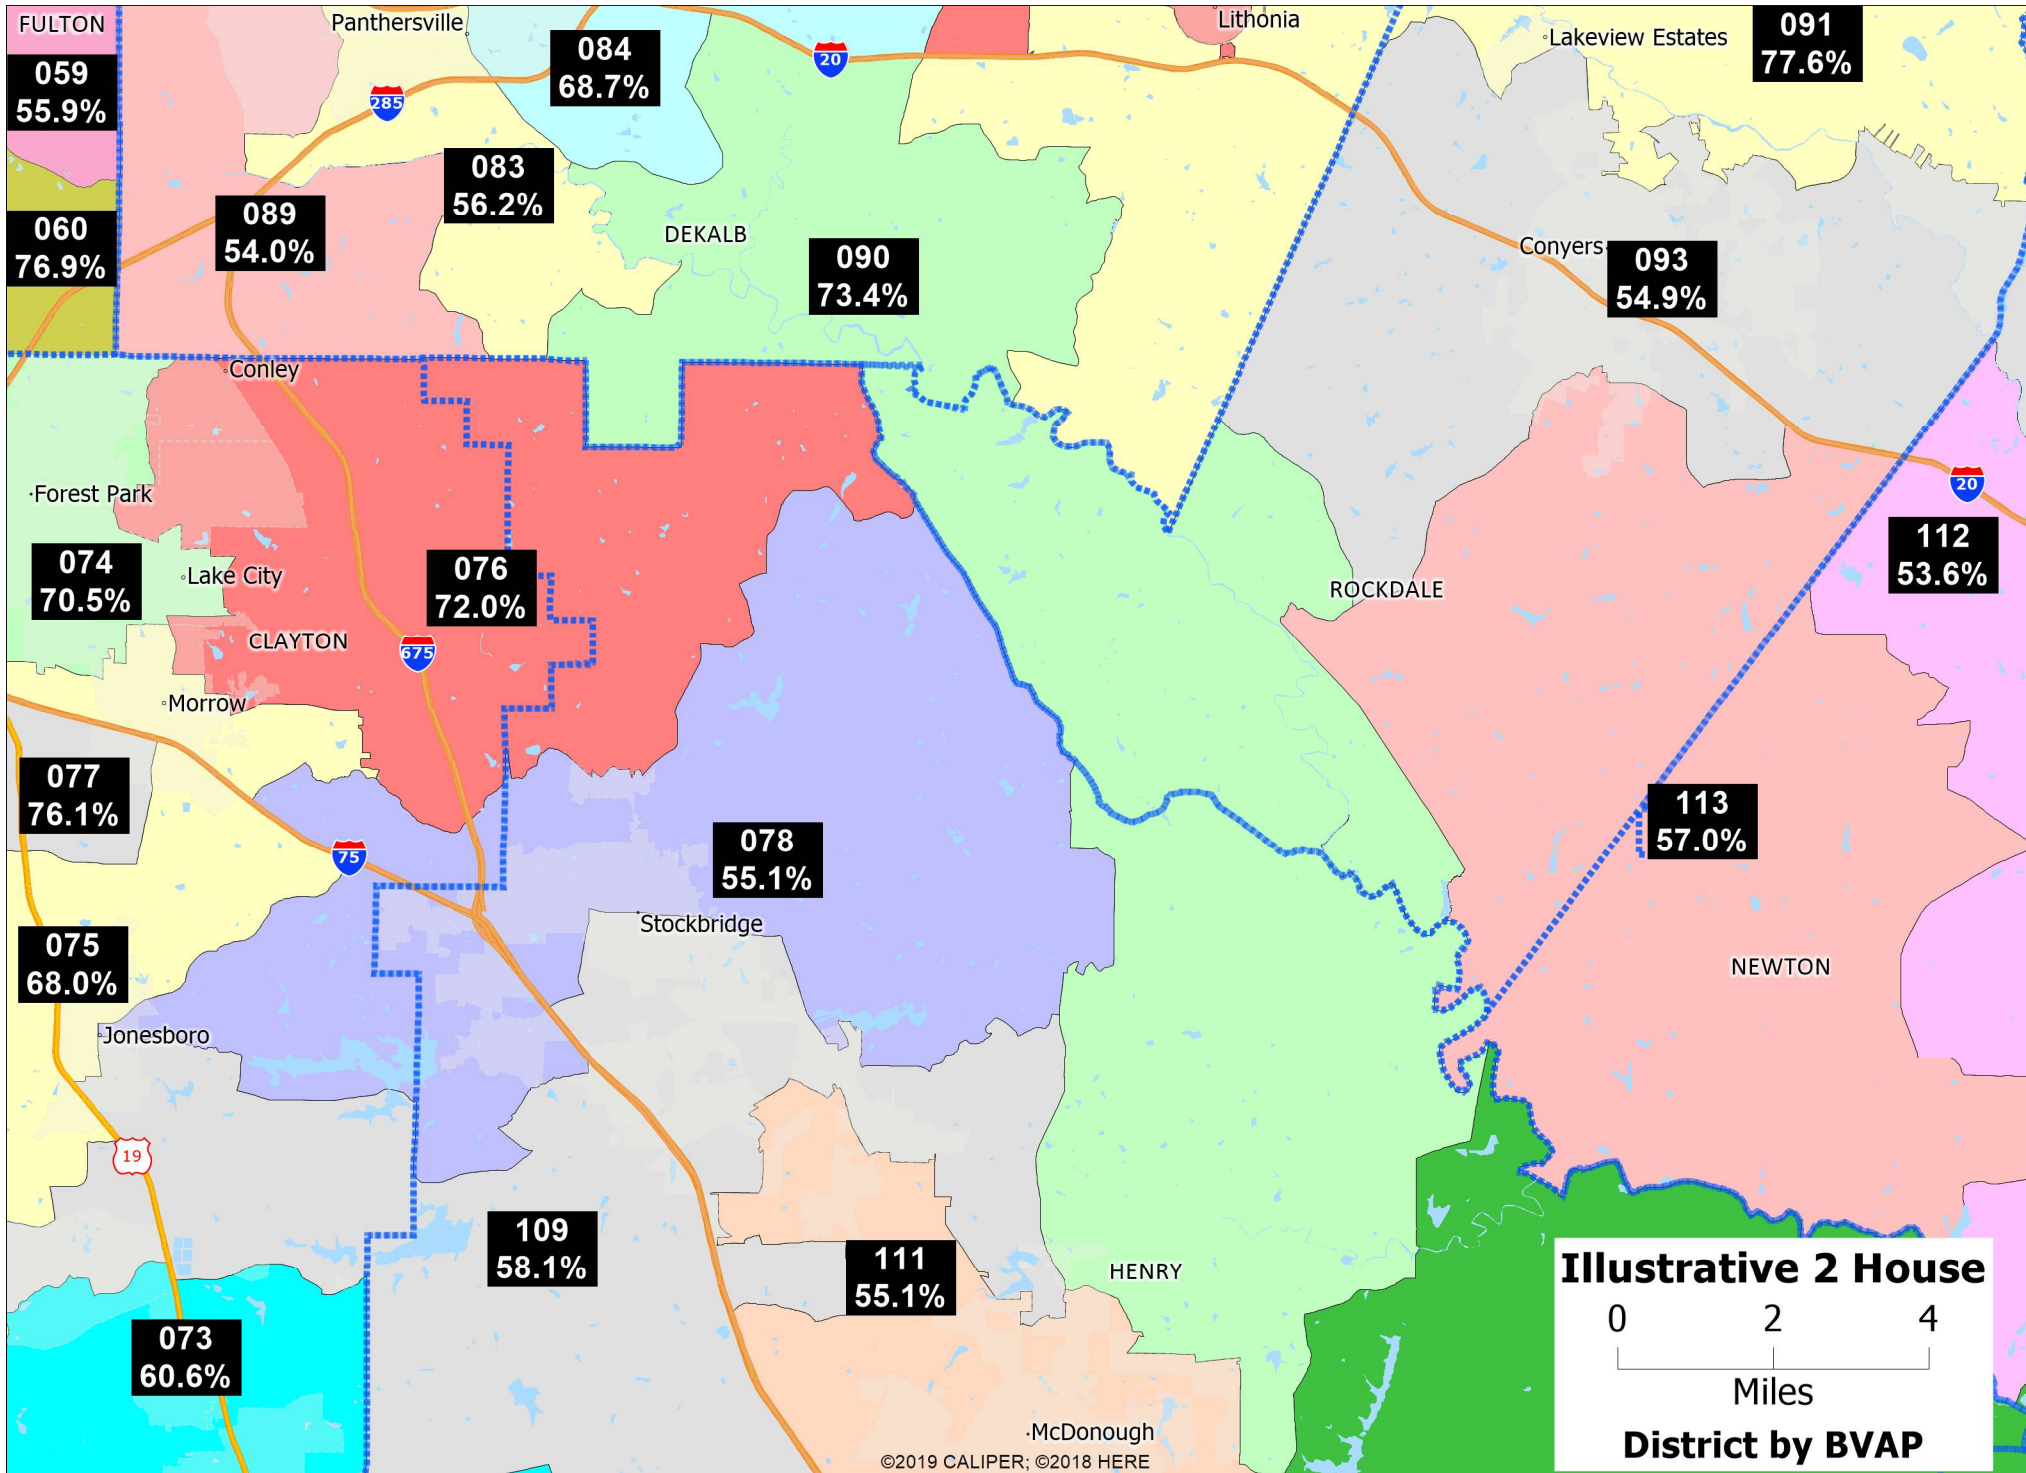 FULTON
Panthersville
Lithonia
084
68.7%
20
Lakeview Estates
091
77.6%
059
55.9%
285
083
56.2%
089
54.0%
060
76.9%
DEKALB
090
73.4%
Conyers
093
54.9%
Conley
Forest Park
20
112
53.6%
074
70.5%
Lake City
076
72.0%
ROCKDALE
CLAYTON
675
Morrow
077
76.1%
113
57.0%
75
078
55.1%
Stockbridge
075
68.0%
NEWTON
Jonesboro
19
109
58.1%
111
55.1%
HENRY
073
60.6%
McDonough
©2019 CALIPER; ©2018 HERE
Illustrative 2 House
0 2 4
Miles
District by BVAP